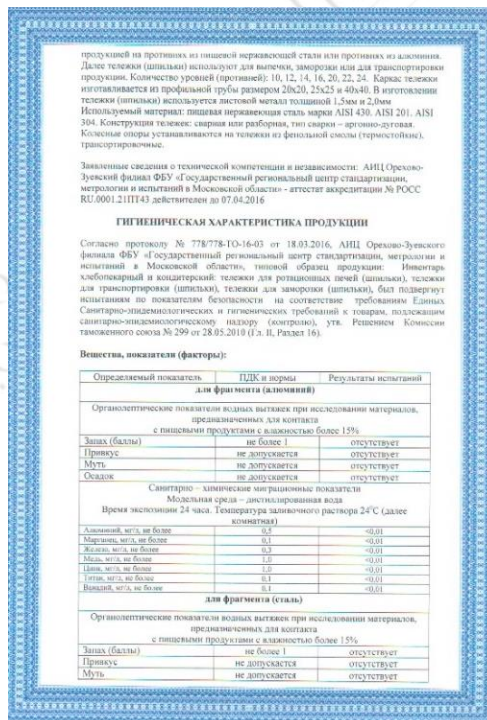 продукцией на противнях из пищевой нержавеющей стали или противнях из алюминия.
Далее тележки (шпильки) используют для выпечки, заморозки или для транспортировки
продукции. Количество уровней (противней): 10, 12, 14, 16, 20, 22, 24. Каркас тележки
изготавливается из профильной трубы размером 20x20, 25x25 и 40x40. В изготовлении
тележки (шпильки) используется листовой металл толщиной 1,5мм и 2,0мм
Используемый материал: пищевая нержавеющая сталь марки AISI 430. AISI 201. AISI
304. Конструкция тележек: сварная или разборная, тип сварки – аргонно-дуговая.
Колесные опоры устанавливаются на тележки из фенольной смолы (термостойкие),
транспортировочные.
Заявленные сведения о технической компетенции и независимости: АИЦ Орехово-
Зуевский филиал ФБУ «Государственный региональный центр стандартизации,
метрологии и испытаний в Московской области» - аттестат аккредитации № РОСС
RU.0001.21ПТ43 действителен до 07.04.2016
ГИГИЕНИЧЕСКАЯ ХАРАКТЕРИСТИКА ПРОДУКЦИИ
Согласно протоколу № 778/778-ТО-16-03 от 18.03.2016, АИЦ Орехово-Зуевского
филиала ФБУ «Государственный региональный центр стандартизации, метрологии и
испытаний в Московской области», типовой образец продукции: Инвентарь
хлебопекарный и кондитерский: тележки для ротационных печей (шпильки), тележки
для транспортировки (шпильки), тележки для заморозки (шпильки), был подвергнут
испытаниям по показателям безопасности на соответствие требованиям Единых
Санитарно-эпидемиологических и гигиенических требований к товарам, подлежащим
санитарно-эпидемиологическому надзору (контролю), утв. Решением Комиссии
таможенного союза № 299 от 28.05.2010 (Гл. II, Раздел 16).
Вещества, показатели (факторы):
Определяемый показатель ПДК и нормы Результаты испытаний
для фрагмента (алюминий)
Органолептические показатели водных вытяжек при исследовании материалов,
предназначенных для контакта
с пищевыми продуктами с влажностью более 15%
Запах (баллы) не более 1 отсутствует
Привкус не допускается отсутствует
Муть не допускается отсутствует
Осадок не допускается отсутствует
Санитарно – химические миграционные показатели
Модельная среда – дистиллированная вода
Время экспозиции 24 часа. Температура заливочного раствора 24°С (далее
комнатная)
Алюминий, мг/л, не более 0,5 <0,01
Марганец, мг/л, не более 0,1 <0,01
Железо, мг/л, не более 0,3 <0,01
Медь, мг/л, не более 1,0 <0,01
Цинк, мг/л, не более 1,0 <0,01
Титан, мг/л, не более 0,1 <0,01
Ванадий, мг/л, не более 0,1 <0,01
для фрагмента (сталь)
Органолептические показатели водных вытяжек при исследовании материалов,
предназначенных для контакта
с пищевыми продуктами с влажностью более 15%
Запах (баллы) не более 1 отсутствует
Привкус не допускается отсутствует
Муть не допускается отсутствует